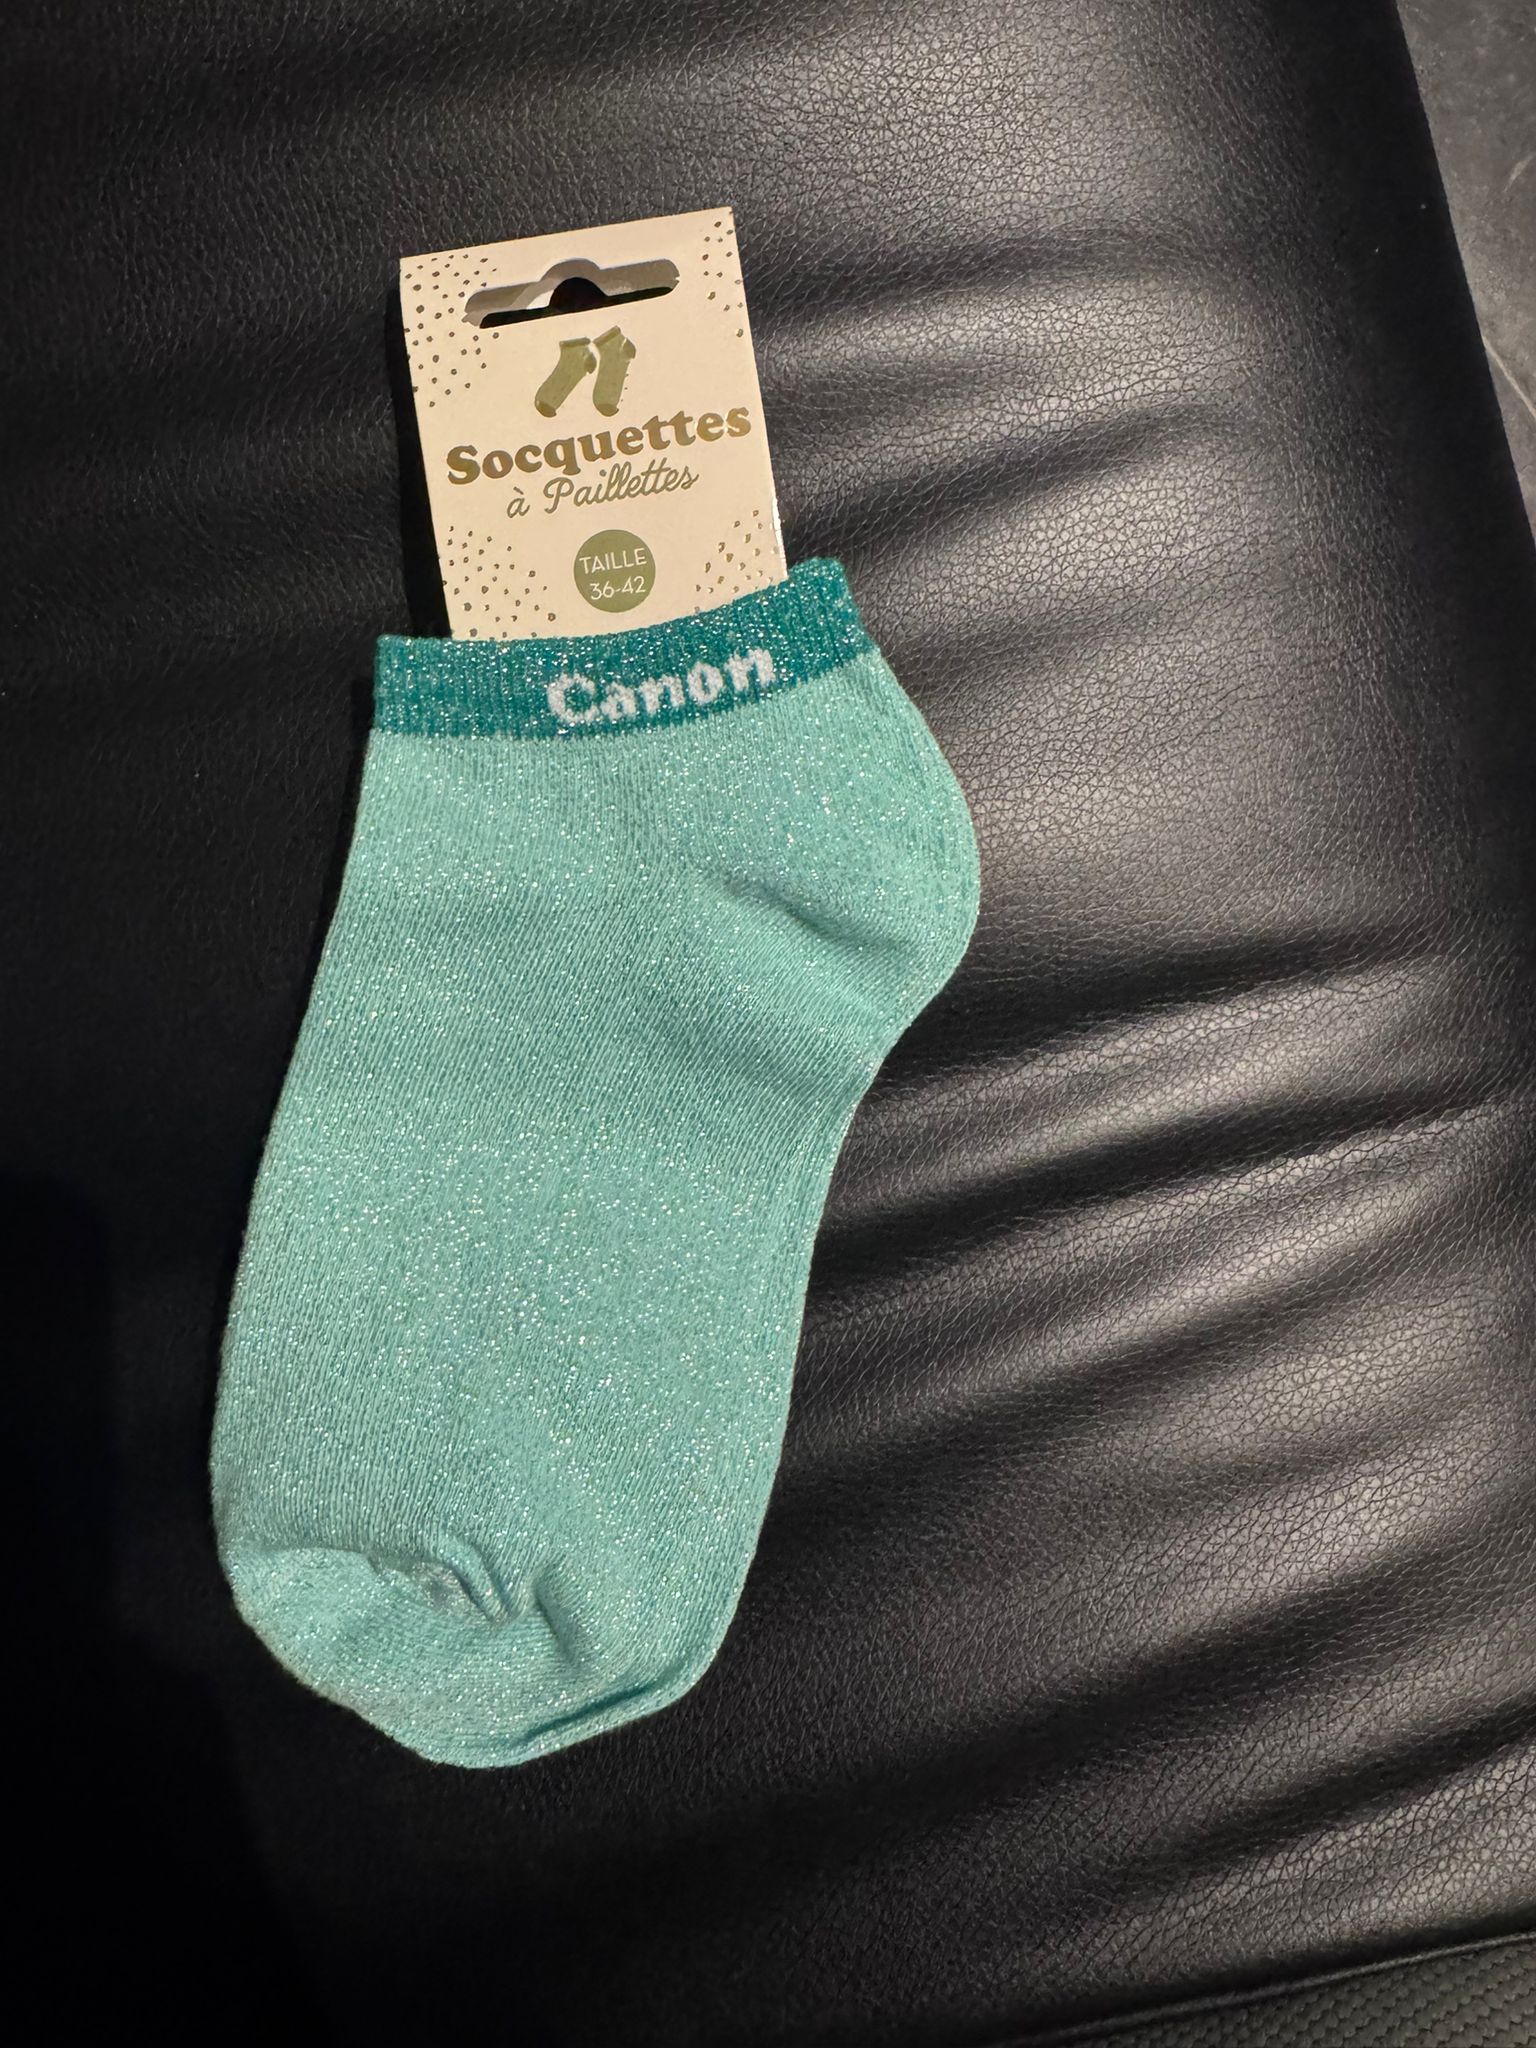 Socquettes
à Paillettes
TAILLE
36-42
Canon